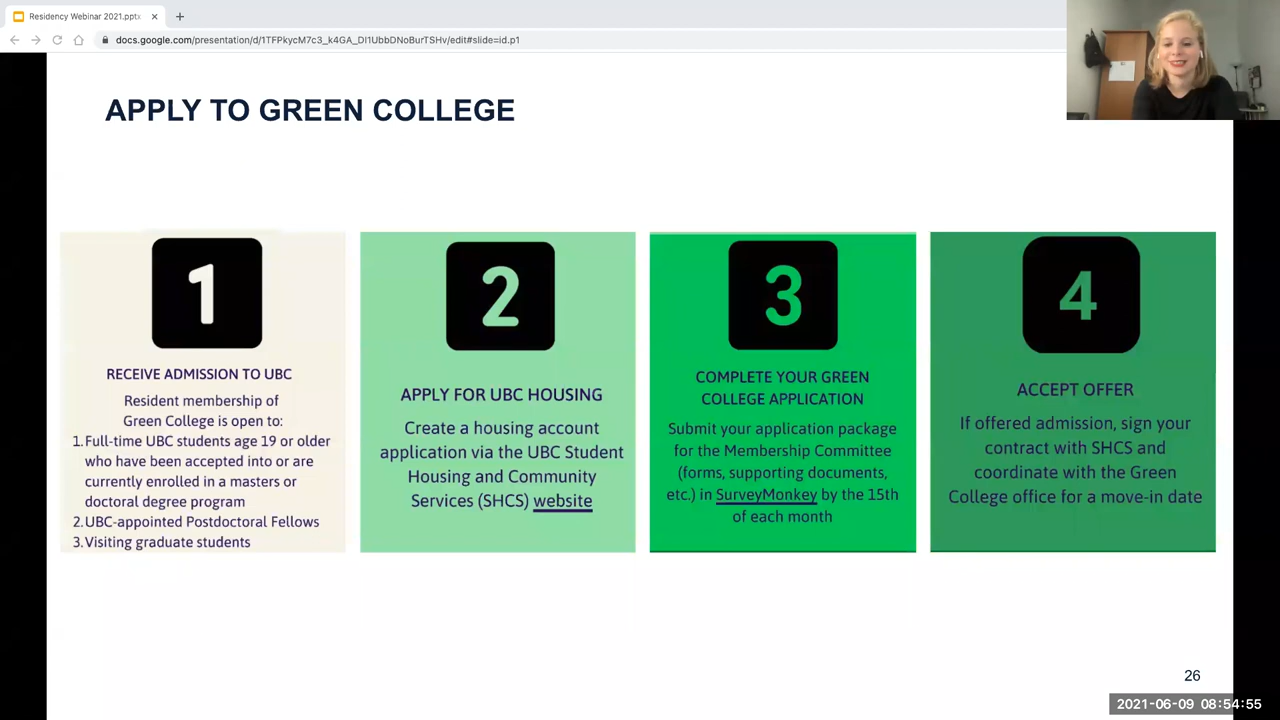 Residency Webinar 2021.pptx
docs.google.com/presentation/d/1TFPkycM7c3_k4GA_DI1UbbDNoBurTSHv/edit#slide=id.p1
APPLY TO GREEN COLLEGE
1
RECEIVE ADMISSION TO UBC
Resident membership of
Green College is open to:
1. Full-time UBC students age 19 or older
who have been accepted into or are
currently enrolled in a masters or
doctoral degree program
2. UBC-appointed Postdoctoral Fellows
3. Visiting graduate students
2
APPLY FOR UBC HOUSING
Create a housing account
application via the UBC Student
Housing and Community
Services (SHCS) website
3
COMPLETE YOUR GREEN
COLLEGE APPLICATION
Submit your application package
for the Membership Committee
(forms, supporting documents,
etc.) in SurveyMonkey by the 15th
of each month
4
ACCEPT OFFER
If offered admission, sign your
contract with SHCS and
coordinate with the Green
College office for a move-in date
26
2021-06-09 08:54:55